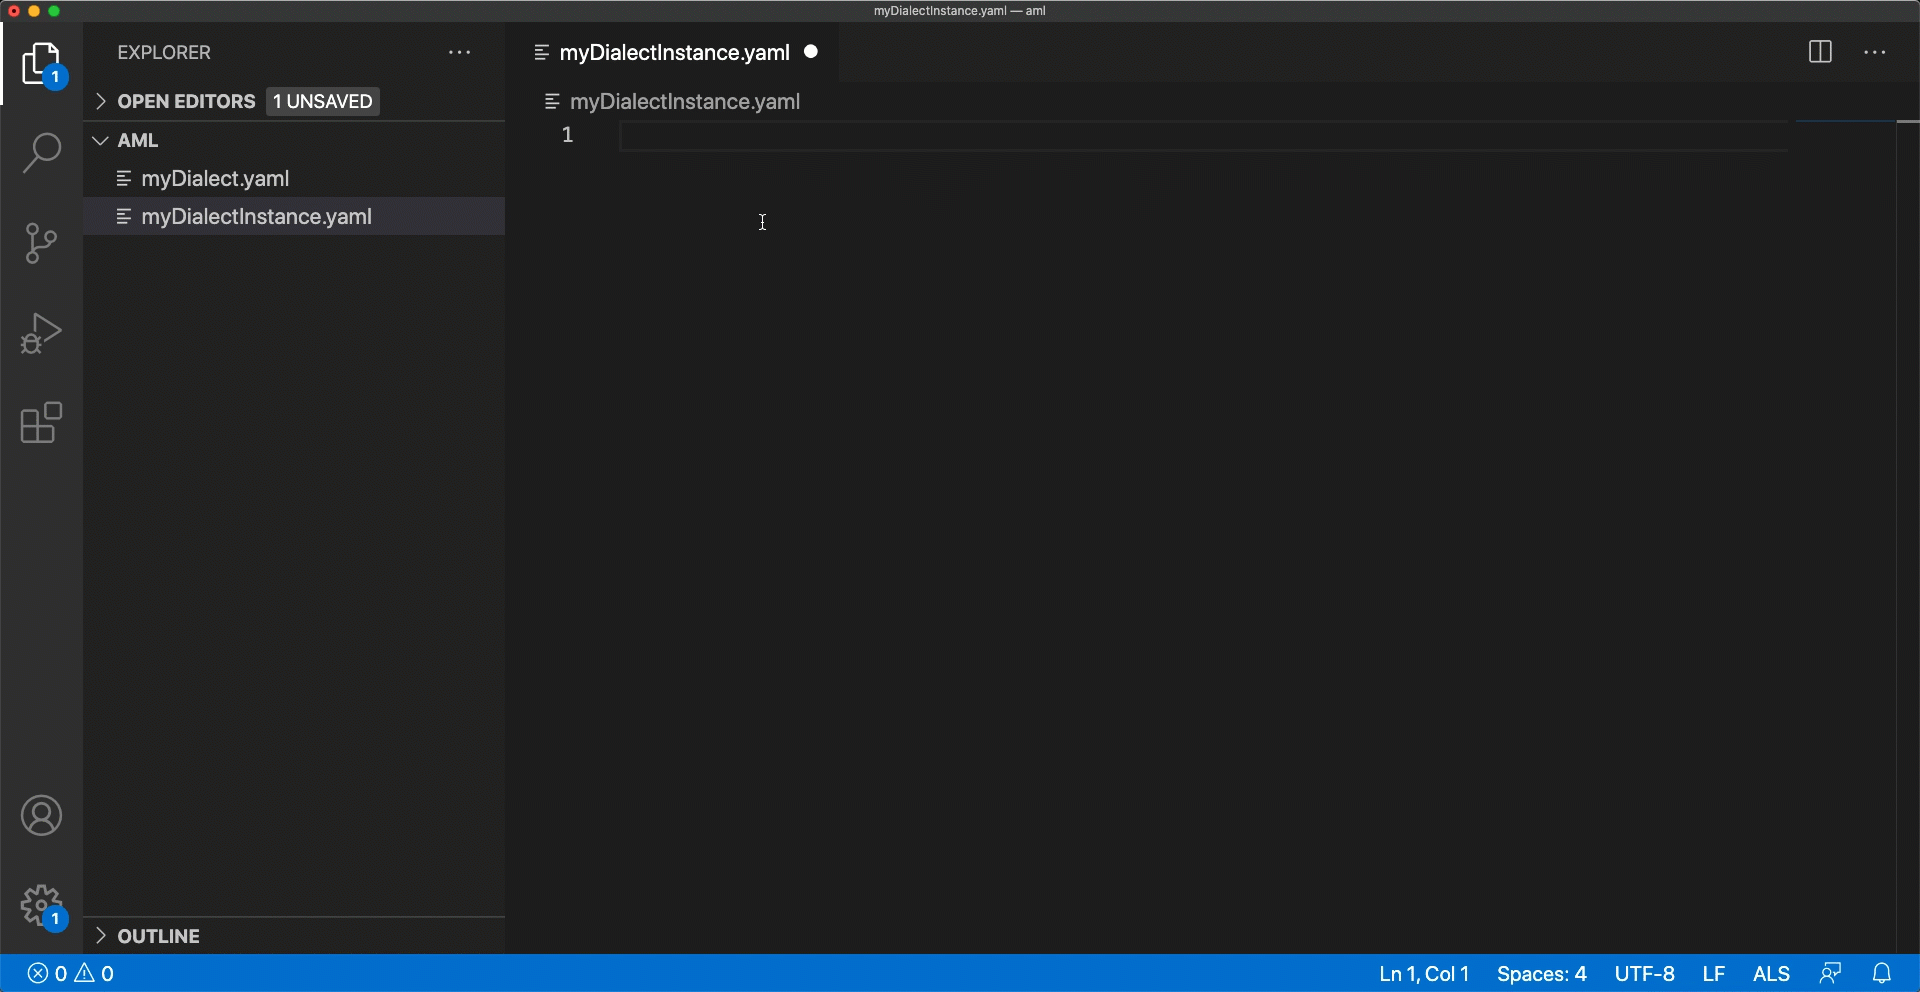 myDialectInstance.yaml — aml
EXPLORER
myDialectInstance.yaml
1
OPEN EDITORS 1 UNSAVED
myDialectInstance.yaml
AML
1
myDialect.yaml
myDialectInstance.yaml
1
OUTLINE
0 0
Ln 1, Col 1 Spaces: 4 UTF-8 LF ALS